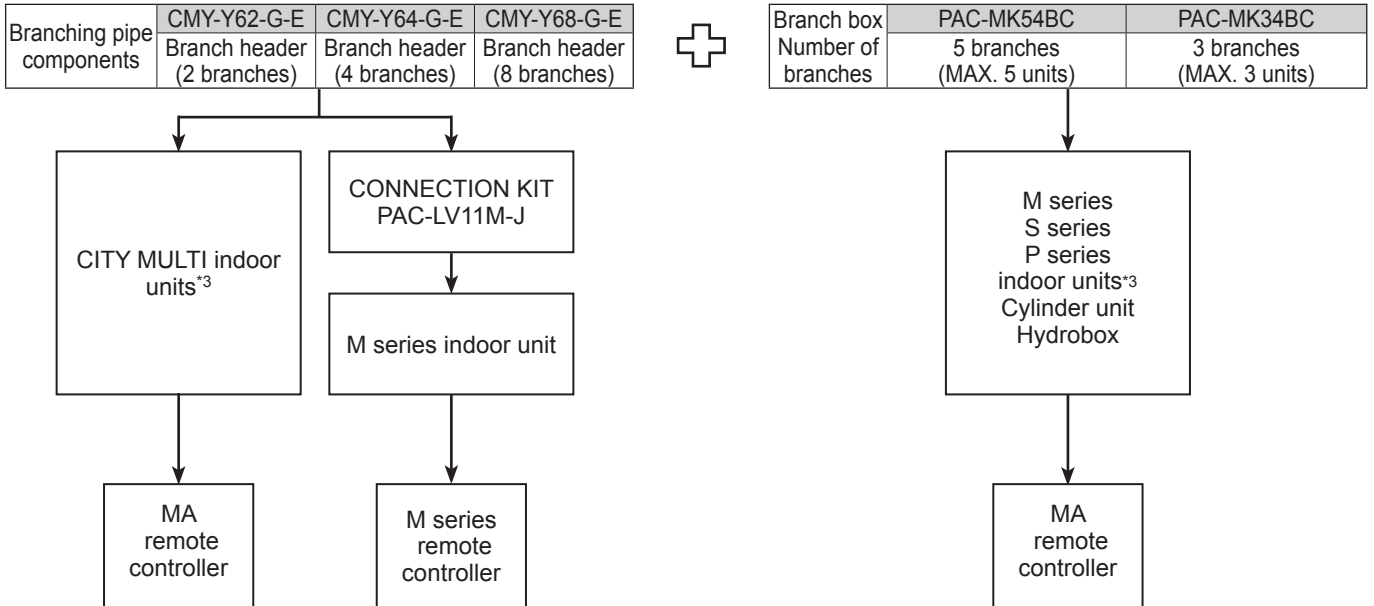 Branching pipe
components
CMY-Y62-G-E
CMY-Y64-G-E
CMY-Y68-G-E
Branch header
(2 branches)
Branch header
(4 branches)
Branch header
(8 branches)
Branch box
Number of
branches
PAC-MK54BC
PAC-MK34BC
5 branches
(MAX. 5 units)
3 branches
(MAX. 3 units)
CITY MULTI indoor
units*3
CONNECTION KIT
PAC-LV11M-J
M series indoor unit
M series
S series
P series
indoor units*3
Cylinder unit
Hydrobox
MA
remote
controller
M series
remote
controller
MA
remote
controller